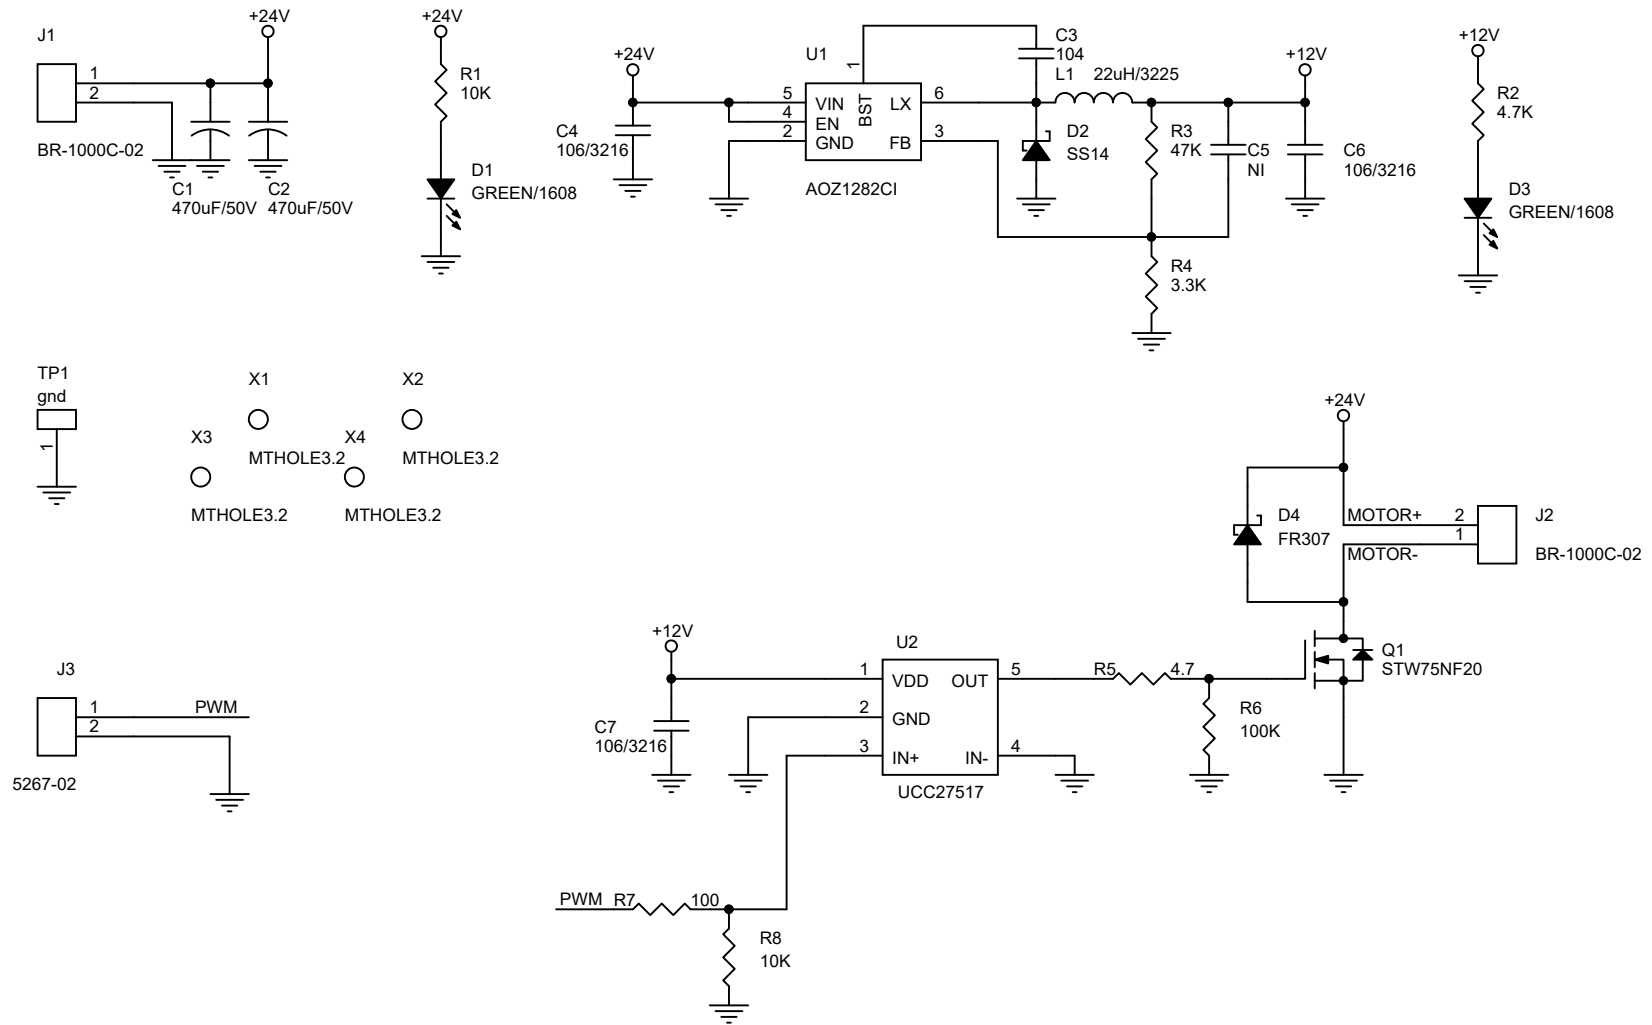 J1
1
2
BR-1000C-02
+24V
C1
470uF/50V
C2
470uF/50V
+24V
R1
10K
D1
GREEN/1608
+24V
C4
106/3216
U1
1
5
4
2
VIN
EN
GND
BST
LX
FB
6
3
AOZ1282CI
C3
104
L1 22uH/3225
D2
SS14
R3
47K
C5
NI
+12V
C6
106/3216
R4
3.3K
+12V
R2
4.7K
D3
GREEN/1608
TP1
gnd
1
X1
MTHOLE3.2
X2
MTHOLE3.2
X3
MTHOLE3.2
X4
MTHOLE3.2
+24V
D4
FR307
MOTOR+ 2
1
MOTOR-
J2
BR-1000C-02
Q1
STW75NF20
J3
1 PWM
2
5267-02
+12V
C7
106/3216
U2
1
2
3
VDD
GND
IN+
OUT
IN-
5
4
UCC27517
R5 4.7
R6
100K
PWM R7 100
R8
10K